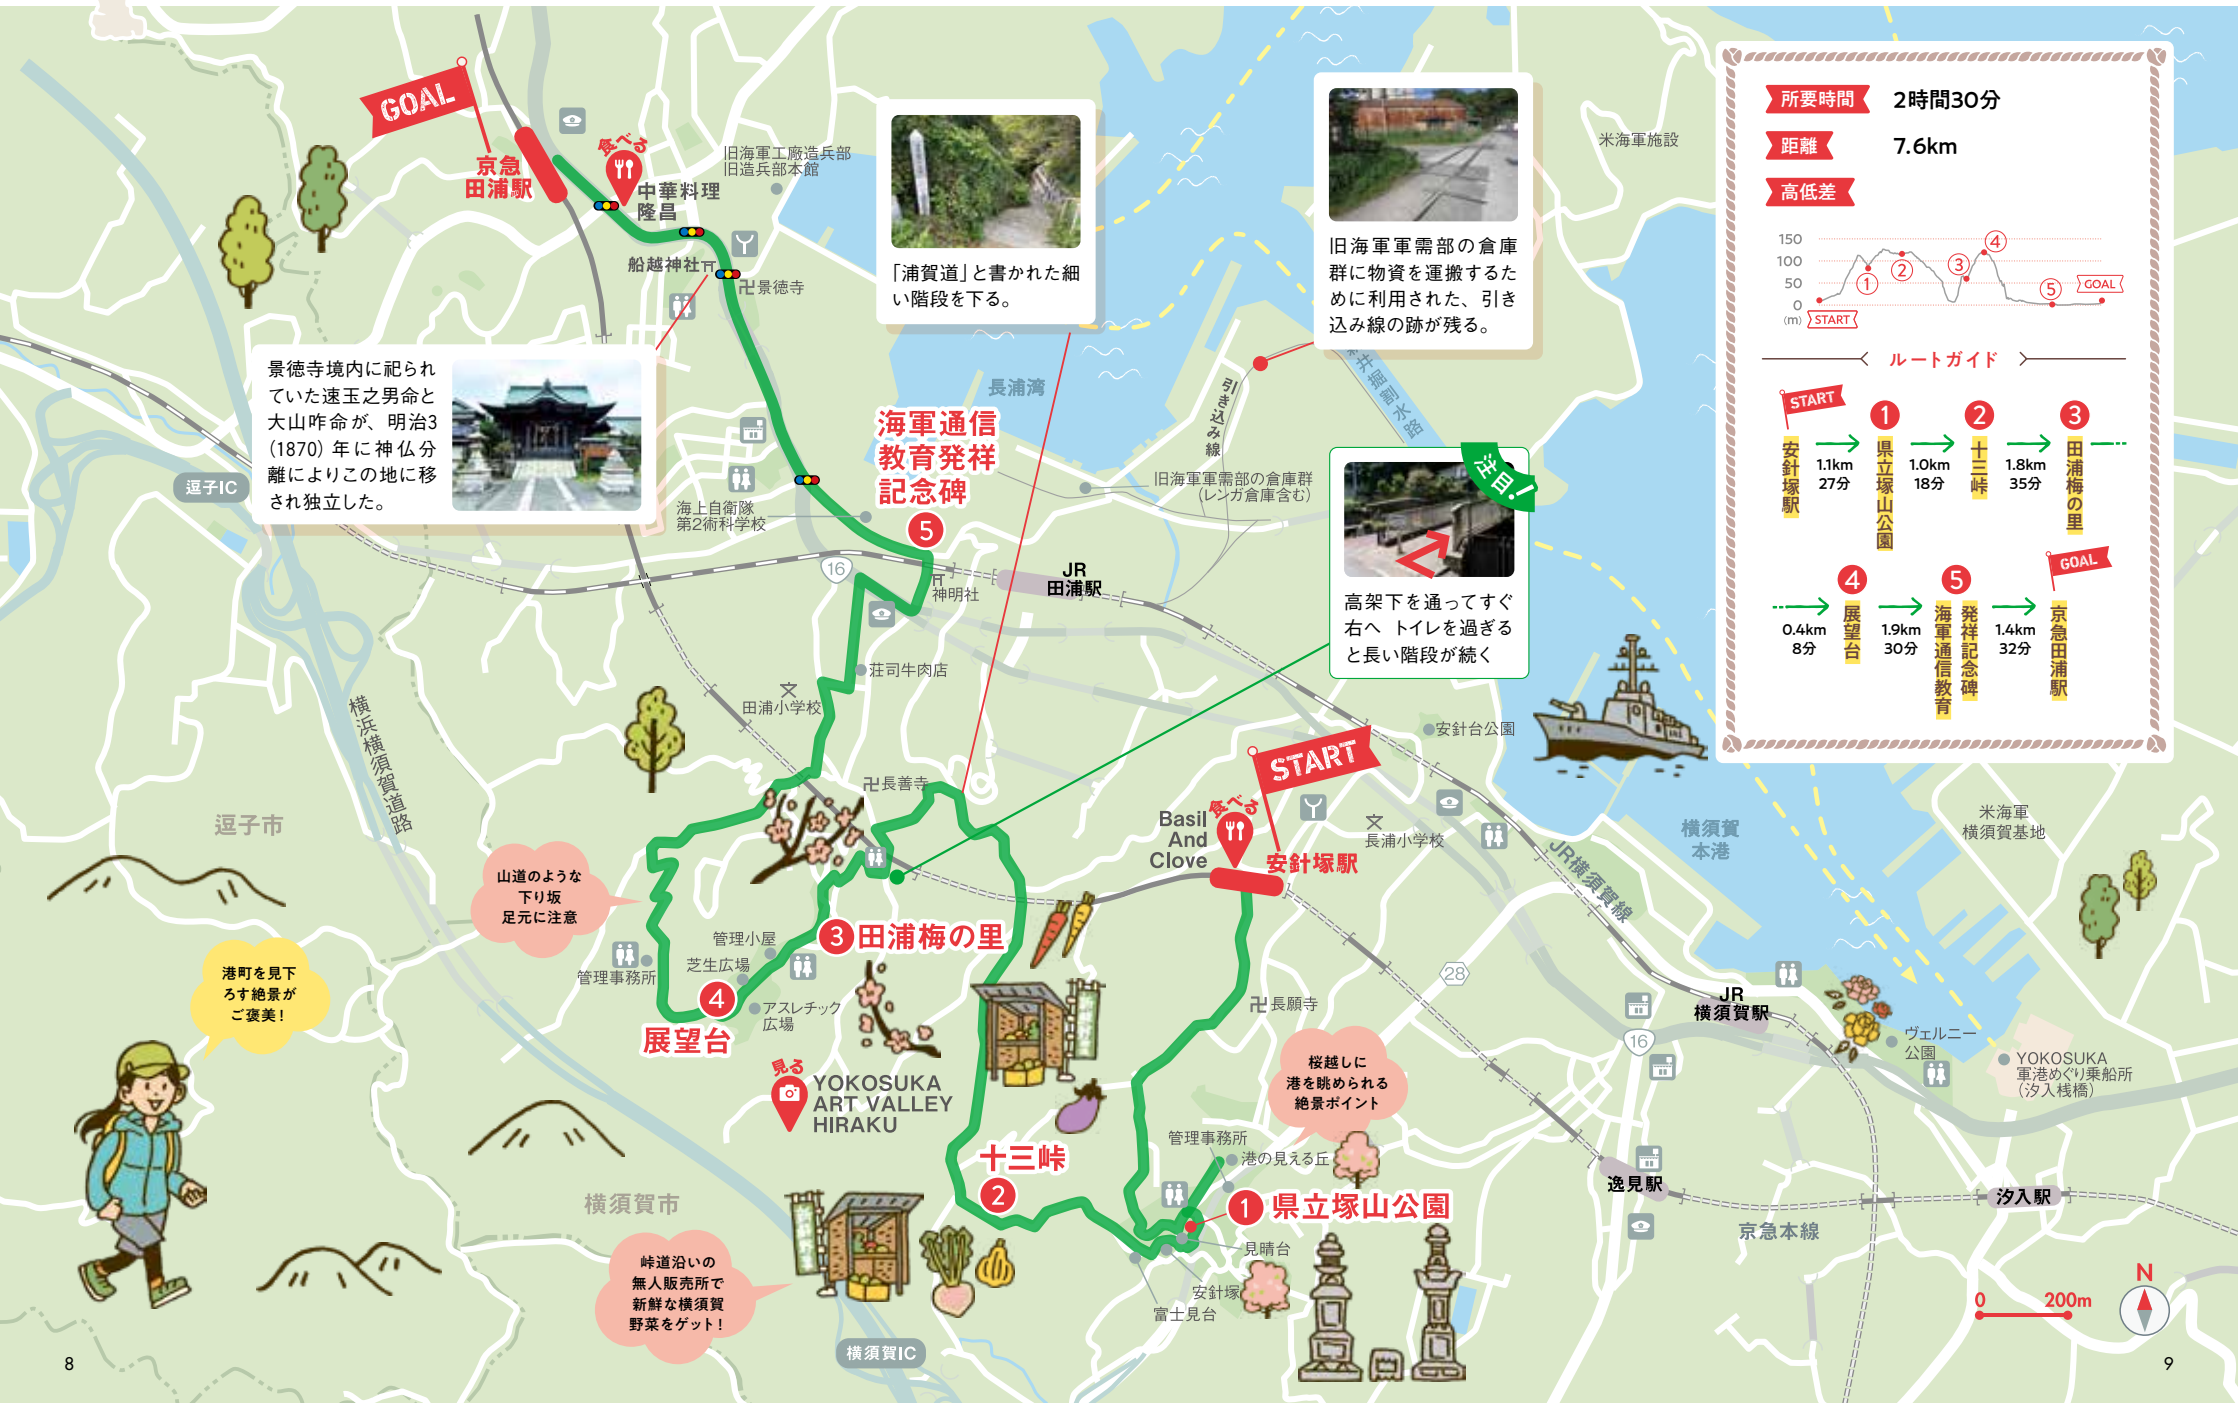 GOAL
京急
田浦駅
食べる
中華料理
隆昌
旧海軍工廠造兵部
旧造兵部本館
船越神社
卍景徳寺
景徳寺境内に祀られ
ていた速玉之男命と
大山咋命が、明治3
(1870) 年に神仏分
離によりこの地に移
され独立した。
「浦賀道」と書かれた細
い階段を下る。
旧海軍軍需部の倉庫
群に物資を運搬するた
めに利用された、引き
込み線の跡が残る。
米海軍施設
長浦湾
新井掘割水路
引き込み線
旧海軍軍需部の倉庫群
(レンガ倉庫含む)
海軍通信
教育発祥
記念碑
5
海上自衛隊
第2術科学校
逗子IC
16
神明社
JR
田浦駅
荘司牛肉店
文
田浦小学校
注目!
高架下を通ってすぐ
右へ トイレを過ぎる
と長い階段が続く
安針台公園
START
食べる
Basil
And
Clove
安針塚駅
文
長浦小学校
卍長善寺
横浜横須賀道路
逗子市
山道のような
下り坂
足元に注意
3 田浦梅の里
管理小屋
芝生広場
管理事務所
4
展望台
アスレチック
広場
港町を見下
ろす絶景が
ご褒美!
見る
YOKOSUKA
ART VALLEY
HIRAKU
卍長願寺
28
JR横須賀線
横須賀
本港
米海軍
横須賀基地
JR
横須賀駅
16
ヴェルニー
公園
YOKOSUKA
軍港めぐり乗船所
(汐入桟橋)
桜越しに
港を眺められる
絶景ポイント
管理事務所
港の見える丘
1 県立塚山公園
見晴台
安針塚
富士見台
十三峠
2
横須賀市
峠道沿いの
無人販売所で
新鮮な横須賀
野菜をゲット!
横須賀IC
逸見駅
汐入駅
京急本線
N
0 200m
8
9
所要時間 2時間30分
距離 7.6km
高低差
150
100
50
0
(m)
START
1
2
3
4
5
GOAL
ルートガイド
START
安針塚駅
1.1km
27分
1
県立塚山公園
1.0km
18分
2
十三峠
1.8km
35分
3
田浦梅の里
0.4km
8分
4
展望台
1.9km
30分
5
海軍通信教育
発祥記念碑
1.4km
32分
GOAL
京急田浦駅